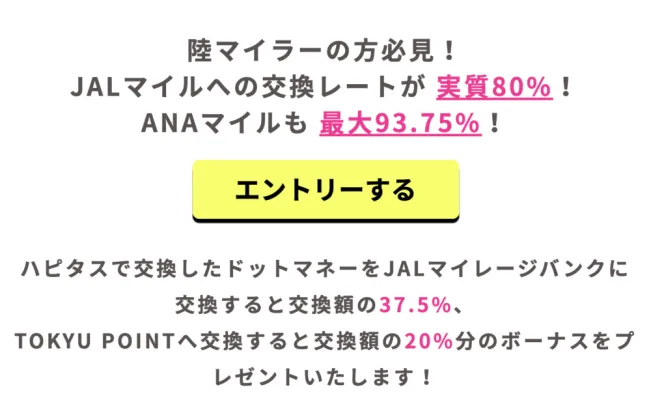 陸マイラーの方必見！
JALマイルへの交換レートが 実質80%！
ANAマイルも 最大93.75%！
エントリーする
ハピタスで交換したドットマネーをJALマイレージバンクに
交換すると交換額の37.5%、
TOKYU POINTへ交換すると交換額の20%分のボーナスをプ
レゼントいたします！